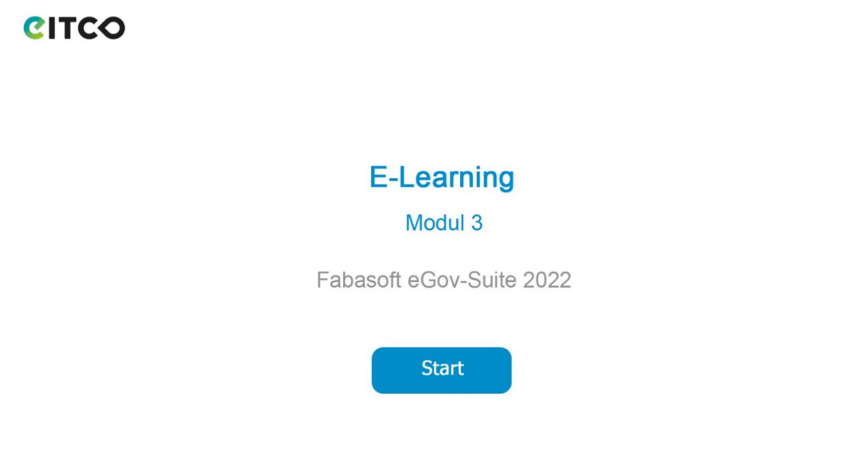 eITCO
E-Learning
Modul 3
Fabasoft eGov-Suite 2022
Start